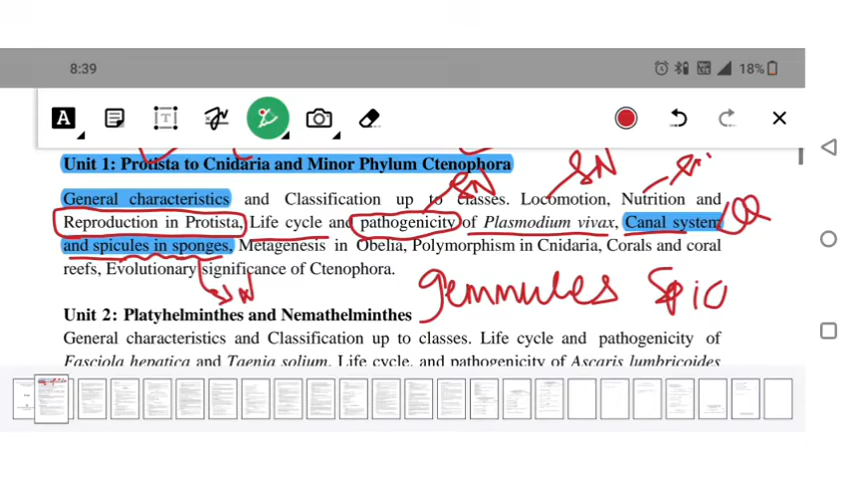 8:39
18%
A
T
Unit 1: Protista to Cnidaria and Minor Phylum Ctenophora
SN
SN
General characteristics and Classification up to classes. Locomotion, Nutrition and
Reproduction in Protista, Life cycle and pathogenicity of Plasmodium vivax, Canal system
and spicules in sponges, Metagenesis in Obelia, Polymorphism in Cnidaria, Corals and coral
reefs, Evolutionary significance of Ctenophora.
SN
gemmules Spic
Unit 2: Platyhelminthes and Nemathelminthes
General characteristics and Classification up to classes. Life cycle and pathogenicity of
Fasciola hepatica and Taenia solium. Life cycle, and pathogenicity of Ascaris lumbricoides